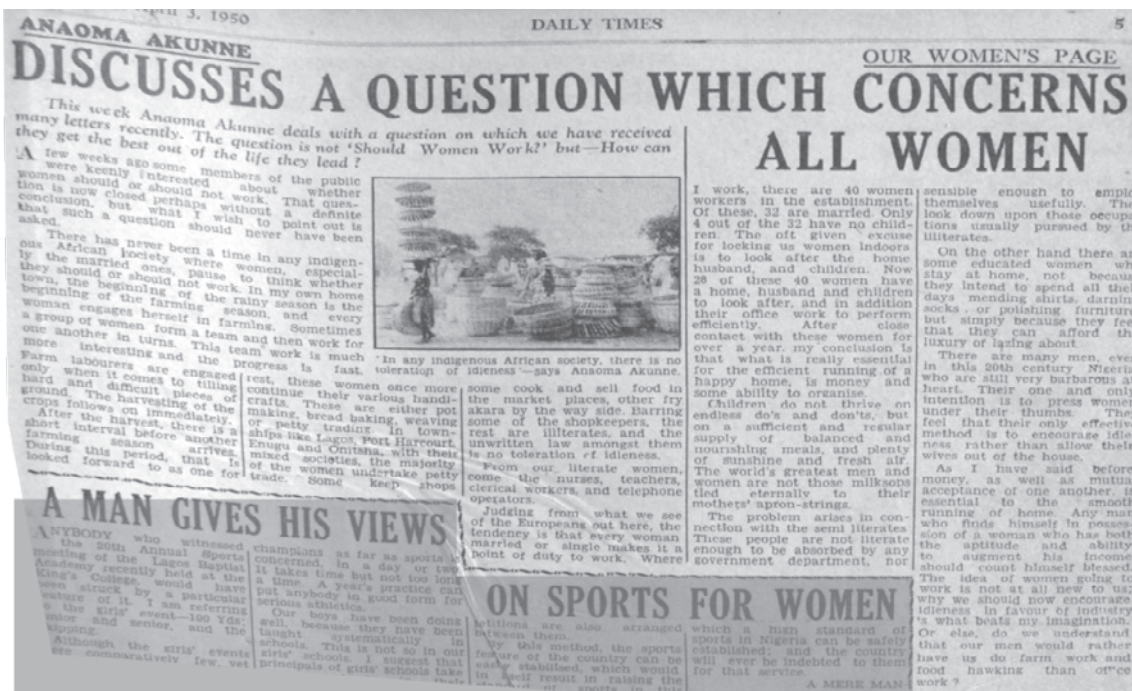 April 3, 1950
DAILY TIMES
5
ANAOMA AKUNNE
OUR WOMEN'S PAGE
DISCUSSES A QUESTION WHICH CONCERNS
ALL WOMEN
This week Anaoma Akunne deals with a question on which we have received
many letters recently. The question is not 'Should Women Work?' but—How can
they get the best out of the life they lead ?
A few weeks ago some members of the public
were keenly interested about whether
women should or should not work. That ques-
tion is now closed perhaps without a definite
conclusion, but what I wish to point out is
that such a question should never have been
asked.
There has never been a time in any indigen-
ous African society where women, especial-
ly the married ones, pause to think whether
they should or should not work. In my own home
town, the beginning of the rainy season is the
beginning of the farming season, and every
woman engages herself in farming. Sometimes
a group of women form a team and then work for
one another in turns. This team work is much
more interesting and the progress is fast.
Farm labourers are engaged
only when it comes to tilling
hard and difficult pieces of
ground. The harvesting of the
crops follows on immediately.
After the harvest, there is a
short interval before another
farming season arrives.
During this period, that is
looked forward to as one for
"In any indigenous African society, there is no
toleration of idleness"—says Anaoma Akunne.
rest, these women once more
continue their various handi-
crafts. These are either pot
making, bread baking, weaving
or petty trading. In town-
ships like Lagos, Port Harcourt,
Enugu and Onitsha, with their
mixed societies, the majority
of the women undertake petty
trade. Some keep shops
some cook and sell food in
the market places, other fry
akara by the way side. Barring
some of the shopkeepers, the
rest are illiterates, and the
unwritten law amongst them
is no toleration of idleness.
From our literate women,
come the nurses, teachers,
clerical workers, and telephone
operators.
Judging from what we see
of the Europeans out here, the
tendency is that every woman
married or single makes it a
point of duty to work. Where
I work, there are 40 women
workers in the establishment.
Of these, 32 are married. Only
4 out of the 32 have no child-
ren. The oft given excuse
for locking us women indoors
is to look after the home
husband, and children. Now
28 of these 40 women have
a home, husband and children
to look after, and in addition
their office work to perform
efficiently. After close
contact with these women for
over a year, my conclusion is
that what is really essential
for the efficient running of a
happy home, is money and
some ability to organise.
Children do not thrive on
endless do's and don'ts, but
on a sufficient and regular
supply of balanced and
nourishing meals, and plenty
of sunshine and fresh air.
The world's greatest men and
women are not those milksops
tied eternally to their
mothers' apron-strings.
The problem arises in con-
nection with the semi literates
These people are not literate
enough to be absorbed by any
government department, nor
sensible enough to emplo
themselves usefully. The
look down upon those occupa
tions usually pursued by th
illiterates.
On the other hand there ar
some educated women wh
stay at home, not becaus
they intend to spend all thei
days mending shirts, darnin
socks, or polishing furniture
but simply because they fee
that they can afford th
luxury of lazing about
There are many men, eve
in this 20th century Nigeria
who are still very barbarous a
heart. Their one and only
intention is to press wome
under their thumbs. The
feel that their only effectiv
method is to encourage idle-
ness rather than allow thei
wives out of the house.
As I have said before
money, as well as mutua
acceptance of one another, i
essential to the smooth
running of home. Any ma
who finds himself in posses-
sion of a woman who has both
the aptitude and ability
to augment his income
should count himself blessed.
The idea of women going to
work is not at all new to us;
why we should now encourage
idleness in favour of industry
's what beats my imagination.
Or else, do we understand
that our men would rather
have us do farm work and
food hawking than office
work ?
A MAN GIVES HIS VIEWS
ON SPORTS FOR WOMEN
ANYBODY who witnessed
the 20th Annual Sports
meeting of the Lagos Baptist
Academy recently held at the
King's College, would have
been struck by a particular
feature of it. I am referring
to the girls' event—100 Yds;
unior and senior, and the
kipping.
Although the girls' events
were comparatively few, yet
champions as far as sports
concerned. In a day or two
it takes time but not too long
a time. A year's practice can
put anybody in good form for
serious athletics.
Our boys have been doing
well, because they have been
taught systematically in
schools. This is not so in our
girls' schools. I suggest that
principals of girls' schools take
petitions are also arranged
between them.
By this method, the sports
feature of the country can be
easily stabilised, which would
in itself result in raising the
standard of sports in this
which a high standard of
sports in Nigeria can be safely
established; and the country
will ever be indebted to them
for that service.
A MERE MAN